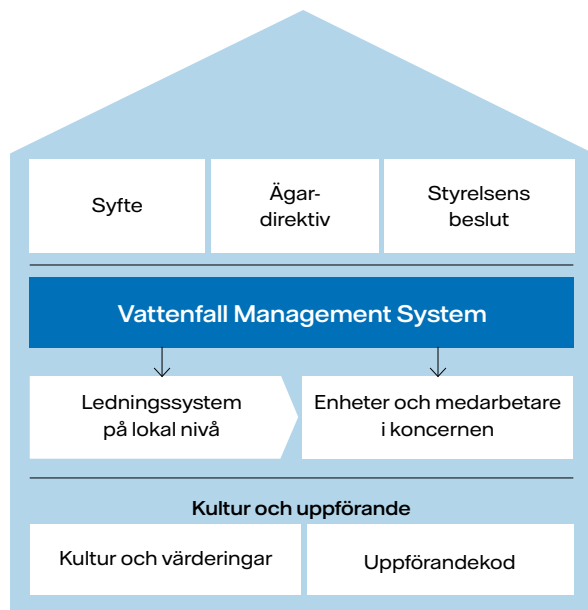 Syfte
Ägar-
direktiv
Styrelsens
beslut
Vattenfall Management System
Ledningssystem
på lokal nivå
Enheter och medarbetare
i koncernen
Kultur och uppförande
Kultur och värderingar
Uppförandekod